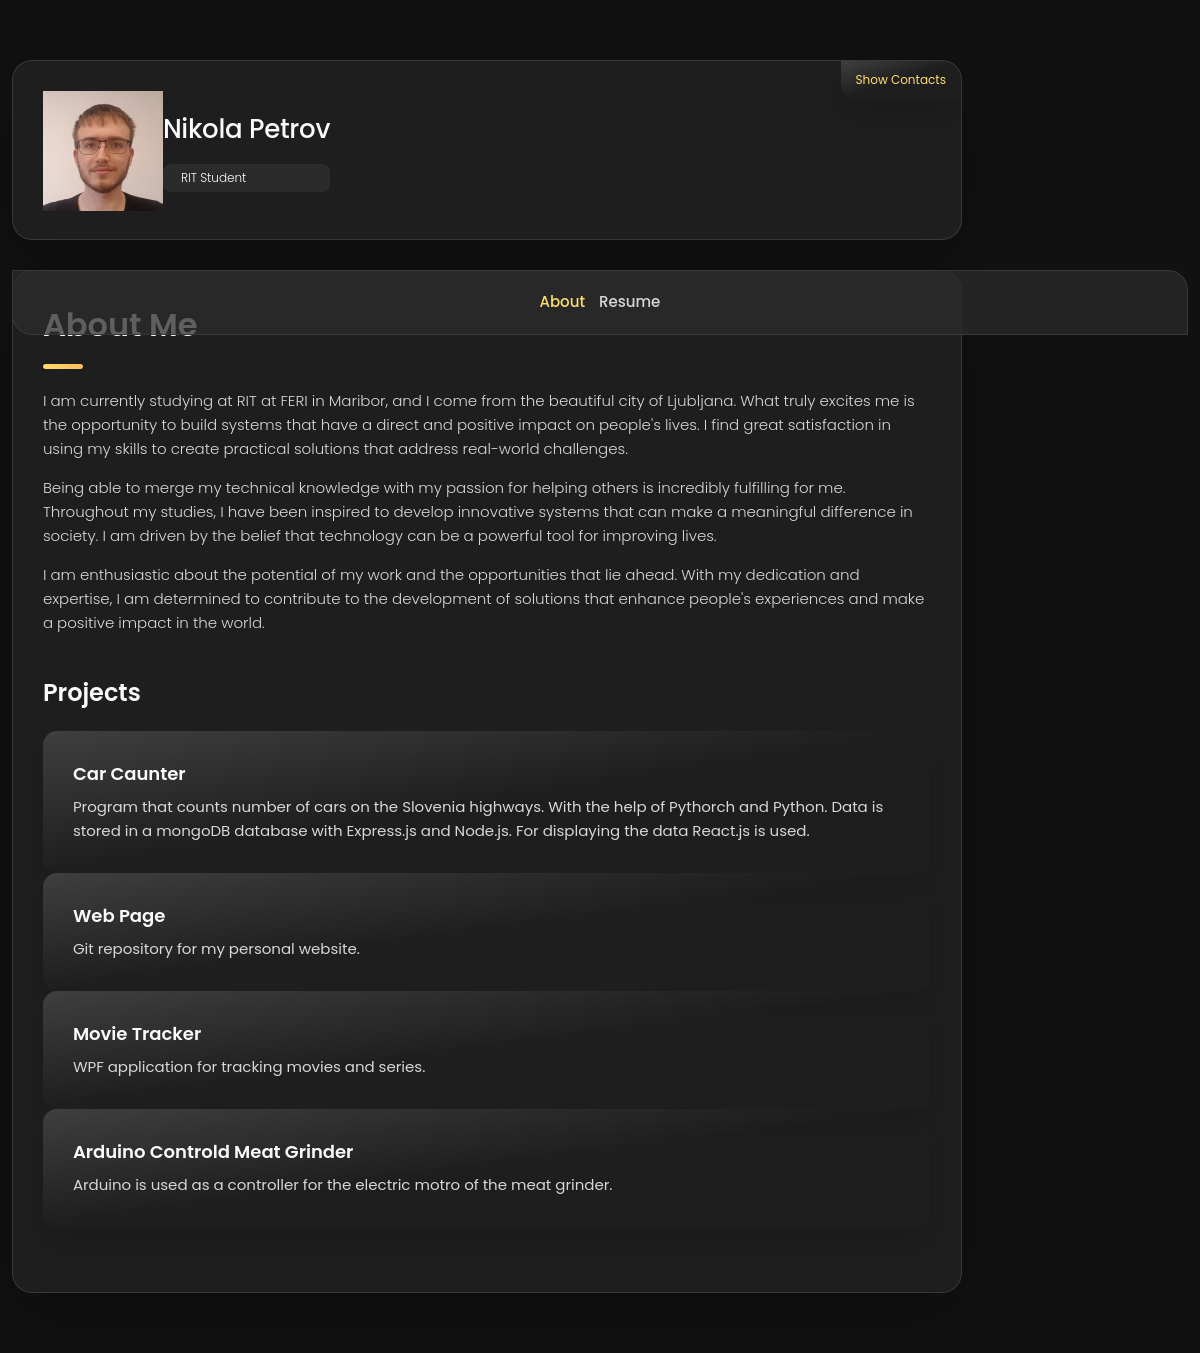 Show Contacts
Nikola Petrov
RIT Student
About Resume
About Me
I am currently studying at RIT at FERI in Maribor, and I come from the beautiful city of Ljubljana. What truly excites me is
the opportunity to build systems that have a direct and positive impact on people's lives. I find great satisfaction in
using my skills to create practical solutions that address real-world challenges.
Being able to merge my technical knowledge with my passion for helping others is incredibly fulfilling for me.
Throughout my studies, I have been inspired to develop innovative systems that can make a meaningful difference in
society. I am driven by the belief that technology can be a powerful tool for improving lives.
I am enthusiastic about the potential of my work and the opportunities that lie ahead. With my dedication and
expertise, I am determined to contribute to the development of solutions that enhance people's experiences and make
a positive impact in the world.
Projects
Car Caunter
Program that counts number of cars on the Slovenia highways. With the help of Pythorch and Python. Data is
stored in a mongoDB database with Express.js and Node.js. For displaying the data React.js is used.
Web Page
Git repository for my personal website.
Movie Tracker
WPF application for tracking movies and series.
Arduino Controld Meat Grinder
Arduino is used as a controller for the electric motro of the meat grinder.